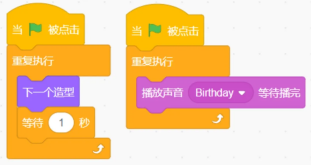 当 被点击
重复执行
下一个造型
等待 1 秒
当 被点击
重复执行
播放声音 Birthday 等待播完